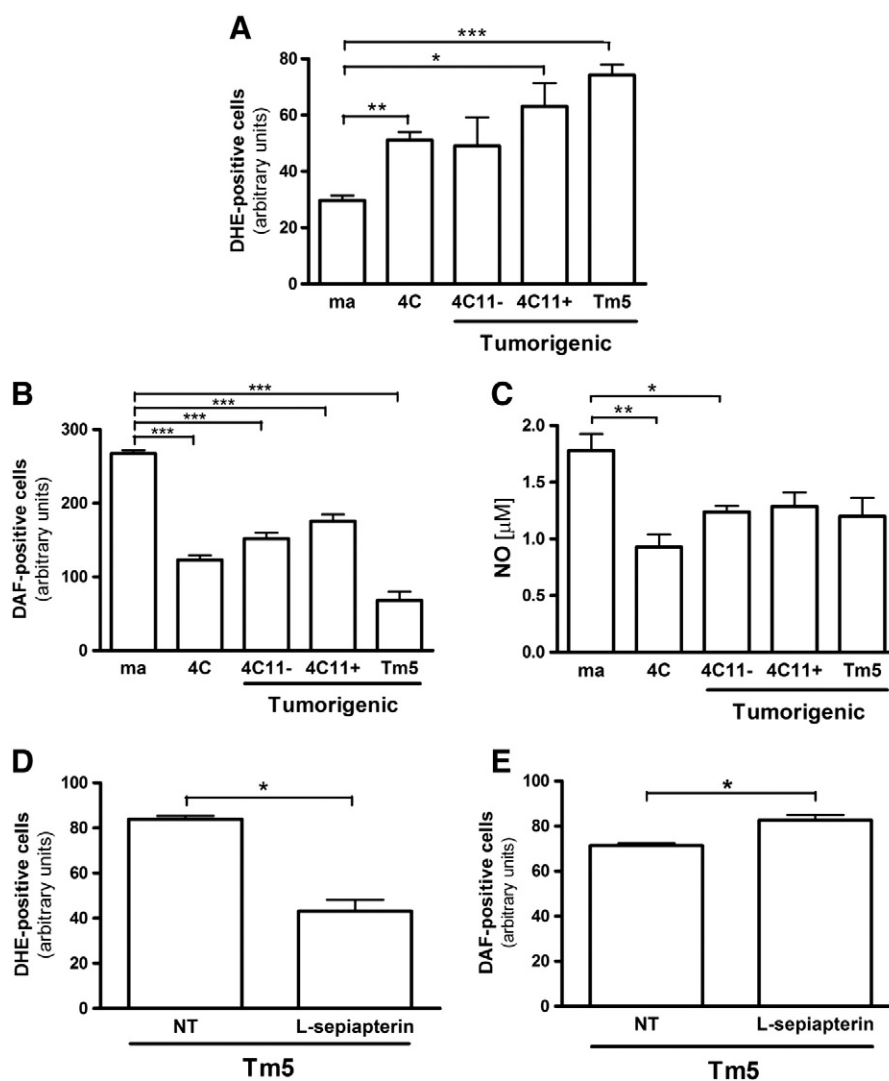 A
DHE-positive cells
(arbitrary units)
80
60
40
20
0
***
*
**
ma 4C 4C11- 4C11+ Tm5
Tumorigenic
B
DAF-positive cells
(arbitrary units)
300
200
100
0
***
***
***
***
ma 4C 4C11- 4C11+ Tm5
Tumorigenic
C
NO [μM]
2.0
1.5
1.0
0.5
0.0
*
**
ma 4C 4C11- 4C11+ Tm5
Tumorigenic
D
DHE-positive cells
(arbitrary units)
100
80
60
40
20
0
*
NT L-sepiapterin
Tm5
E
DAF-positive cells
(arbitrary units)
100
80
60
40
20
0
*
NT L-sepiapterin
Tm5